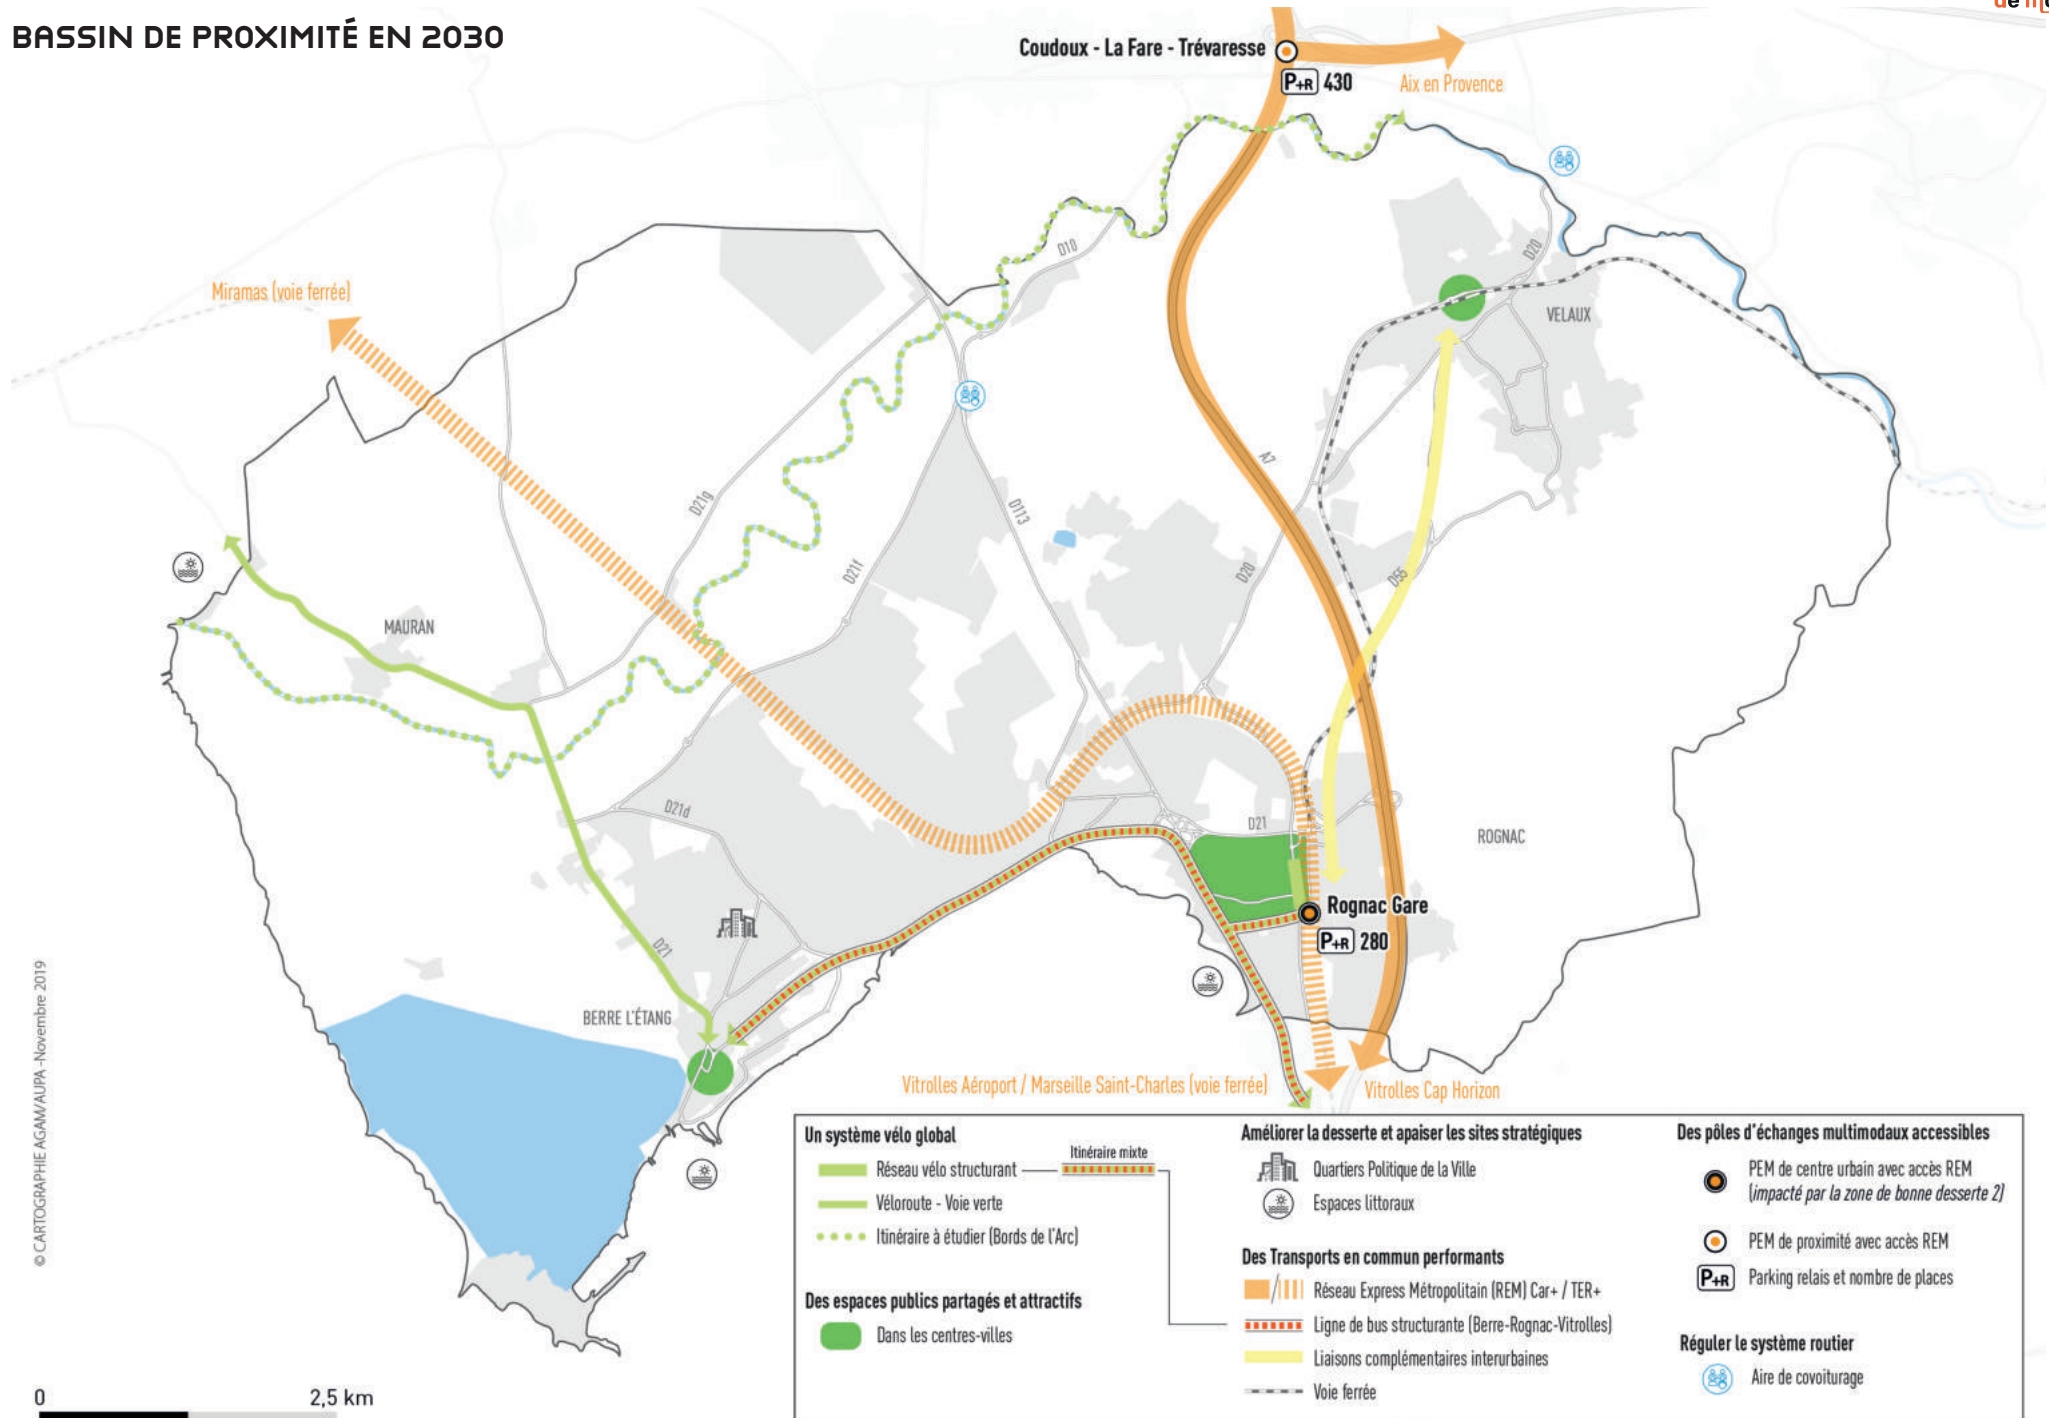 BASSIN DE PROXIMITÉ EN 2030
Coudoux - La Fare - Trévaresse
P+R 430
Aix en Provence
D10
D20
VELAUX
Miramas (voie ferrée)
A7
D21g
D113
D21f
D20
D55
MAURAN
D21d
D21
ROGNAC
Rognac Gare
P+R 280
D21
BERRE L'ÉTANG
Vitrolles Aéroport / Marseille Saint-Charles (voie ferrée)
Vitrolles Cap Horizon
© CARTOGRAPHIE AGAM/AUPA -Novembre 2019
0
2,5 km
Un système vélo global
Réseau vélo structurant
Itinéraire mixte
Véloroute - Voie verte
Itinéraire à étudier (Bords de l'Arc)
Des espaces publics partagés et attractifs
Dans les centres-villes
Améliorer la desserte et apaiser les sites stratégiques
Quartiers Politique de la Ville
Espaces littoraux
Des Transports en commun performants
Réseau Express Métropolitain (REM) Car+ / TER+
Ligne de bus structurante (Berre-Rognac-Vitrolles)
Liaisons complémentaires interurbaines
Voie ferrée
Des pôles d'échanges multimodaux accessibles
PEM de centre urbain avec accès REM
(impacté par la zone de bonne desserte 2)
PEM de proximité avec accès REM
P+R Parking relais et nombre de places
Réguler le système routier
Aire de covoiturage